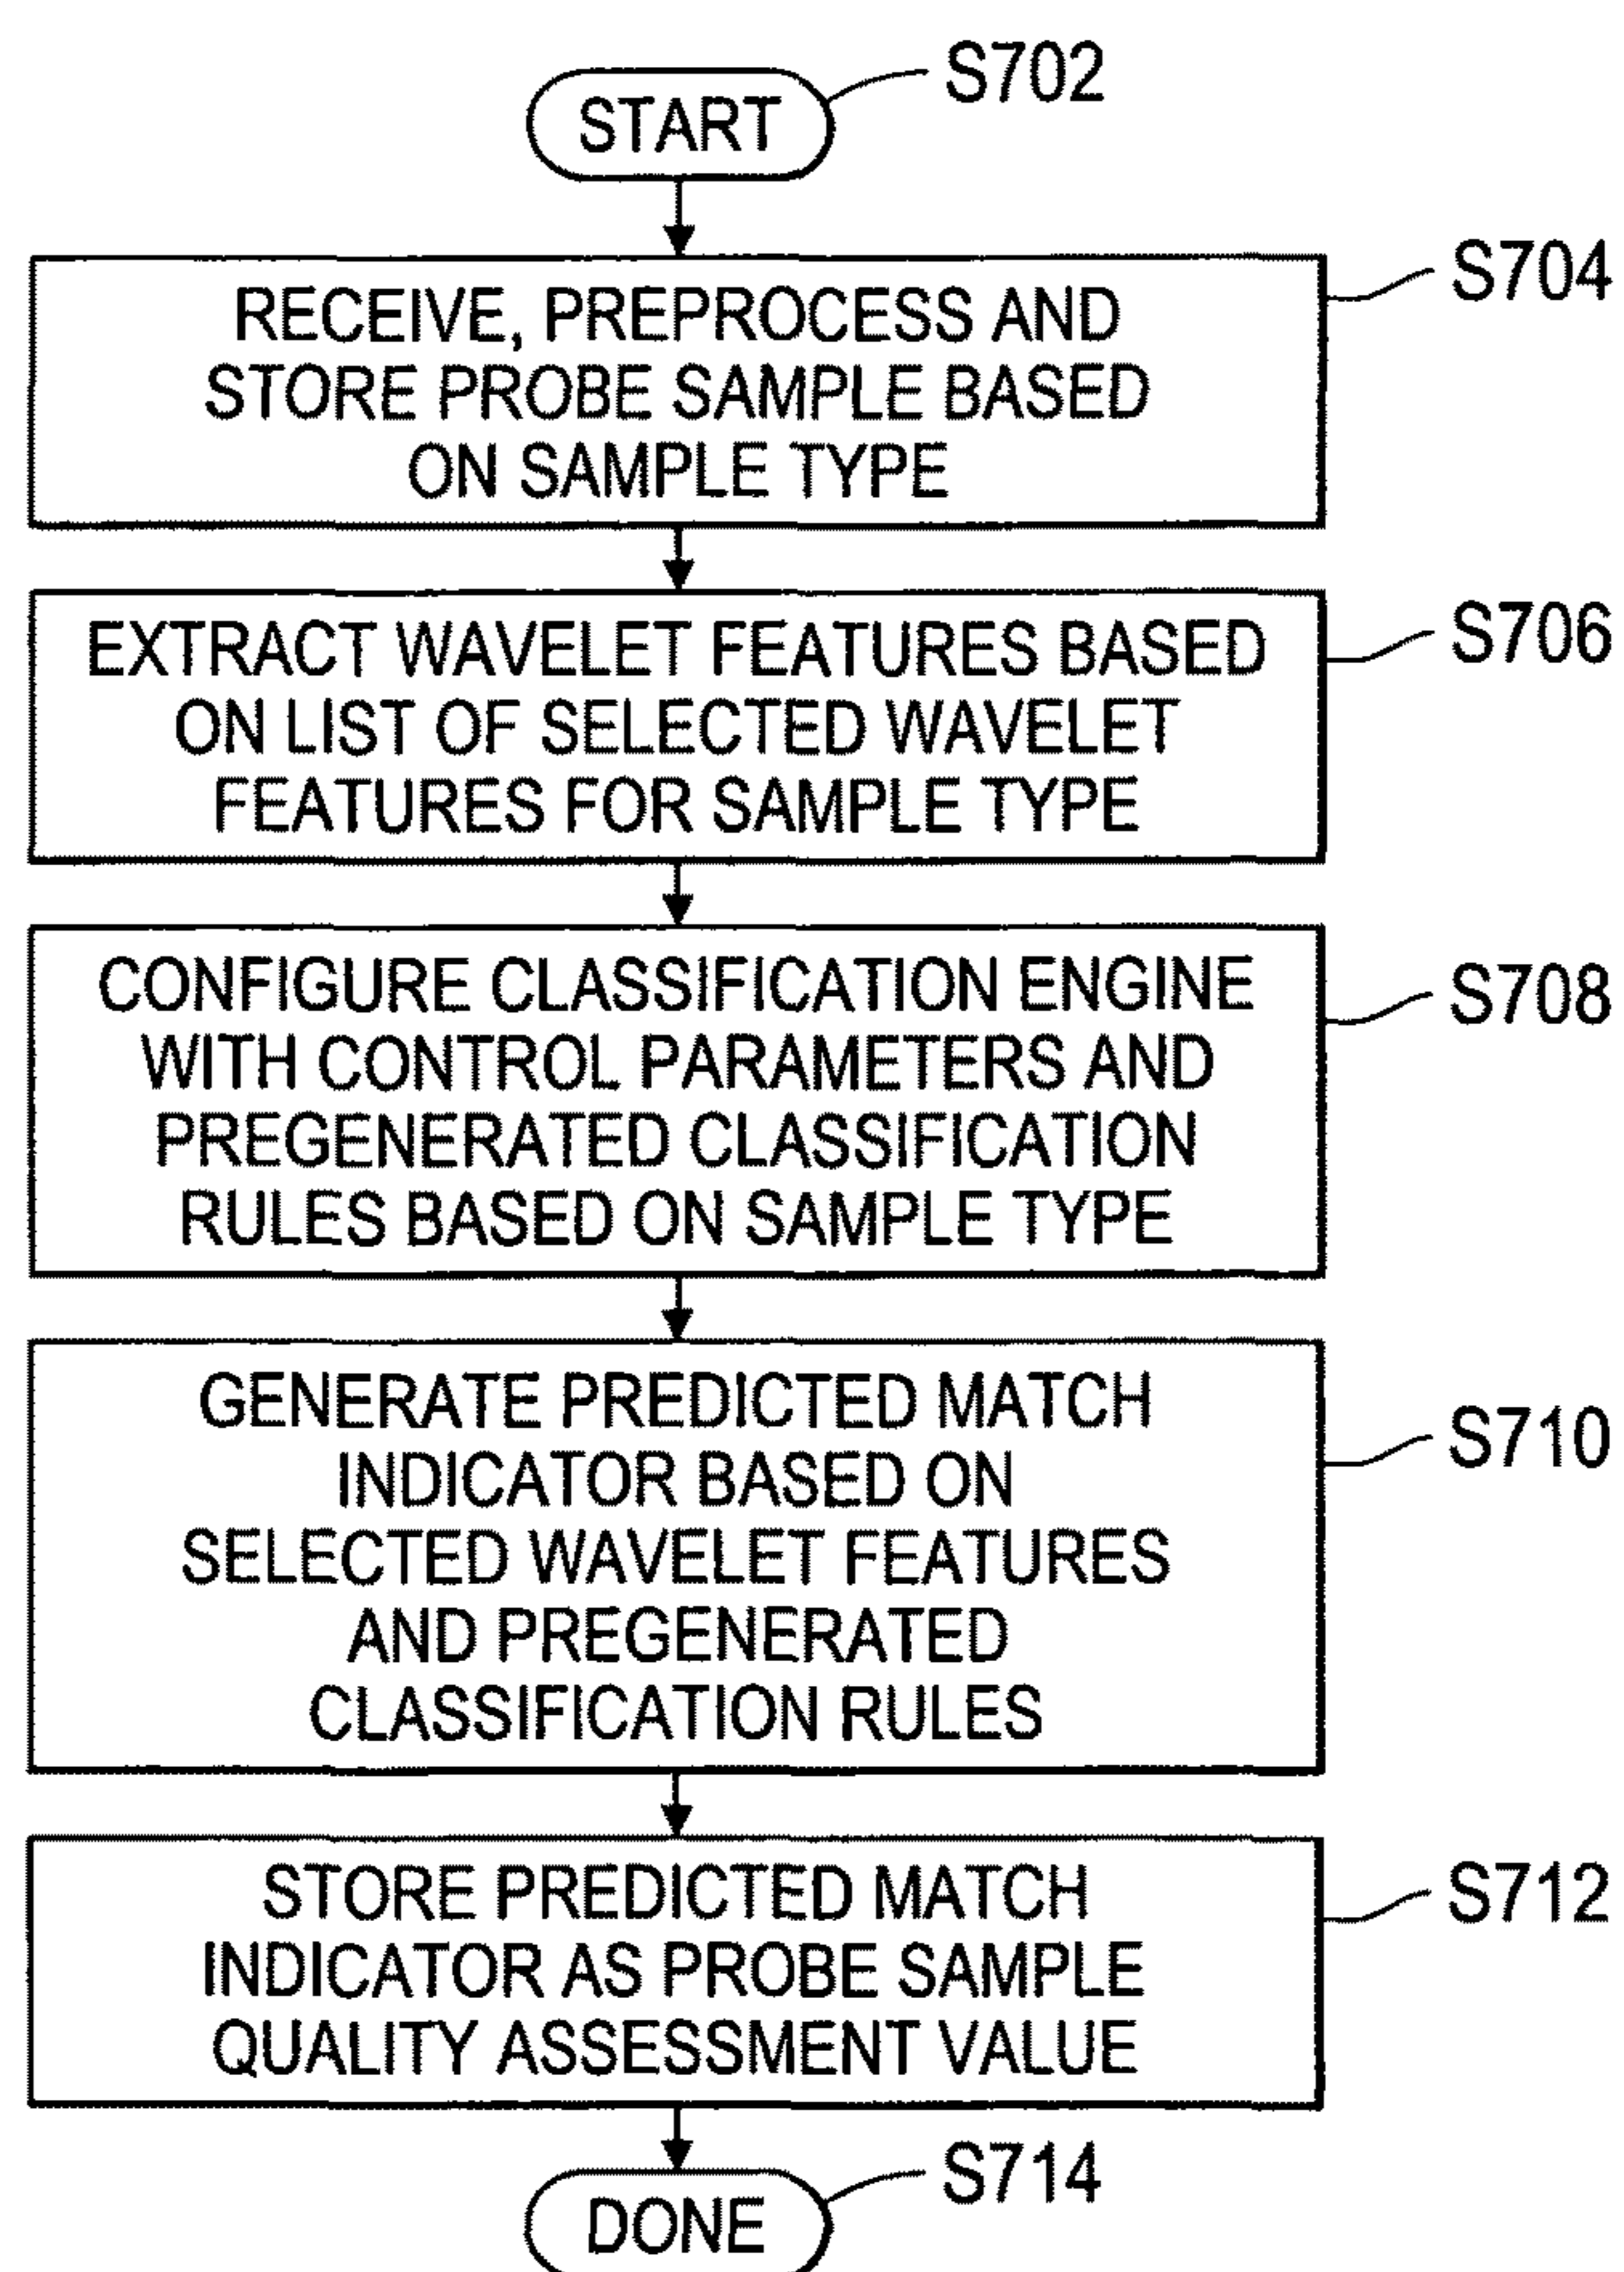 START
S702
RECEIVE, PREPROCESS AND
STORE PROBE SAMPLE BASED
ON SAMPLE TYPE
S704
EXTRACT WAVELET FEATURES BASED
ON LIST OF SELECTED WAVELET
FEATURES FOR SAMPLE TYPE
S706
CONFIGURE CLASSIFICATION ENGINE
WITH CONTROL PARAMETERS AND
PREGENERATED CLASSIFICATION
RULES BASED ON SAMPLE TYPE
S708
GENERATE PREDICTED MATCH
INDICATOR BASED ON
SELECTED WAVELET FEATURES
AND PREGENERATED
CLASSIFICATION RULES
S710
STORE PREDICTED MATCH
INDICATOR AS PROBE SAMPLE
QUALITY ASSESSMENT VALUE
S712
DONE
S714